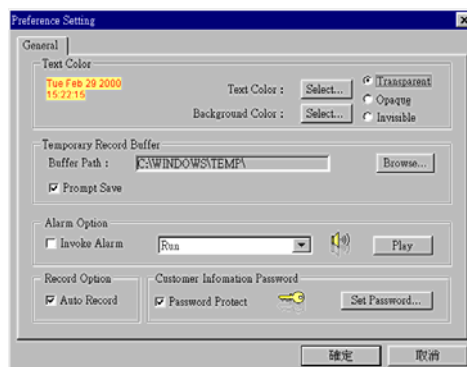 Preference Setting
General
Text Color
Tue Feb 29 2000
15:22:15
Text Color :
Select...
Transparent
Opaque
Background Color :
Select...
Invisible
Temporary Record Buffer
Buffer Path :
C:\WINDOWS\TEMP\
Browse...
Prompt Save
Alarm Option
Invoke Alarm
Run
Play
Record Option
Auto Record
Customer Infomation Password
Password Protect
Set Password...
確定
取消